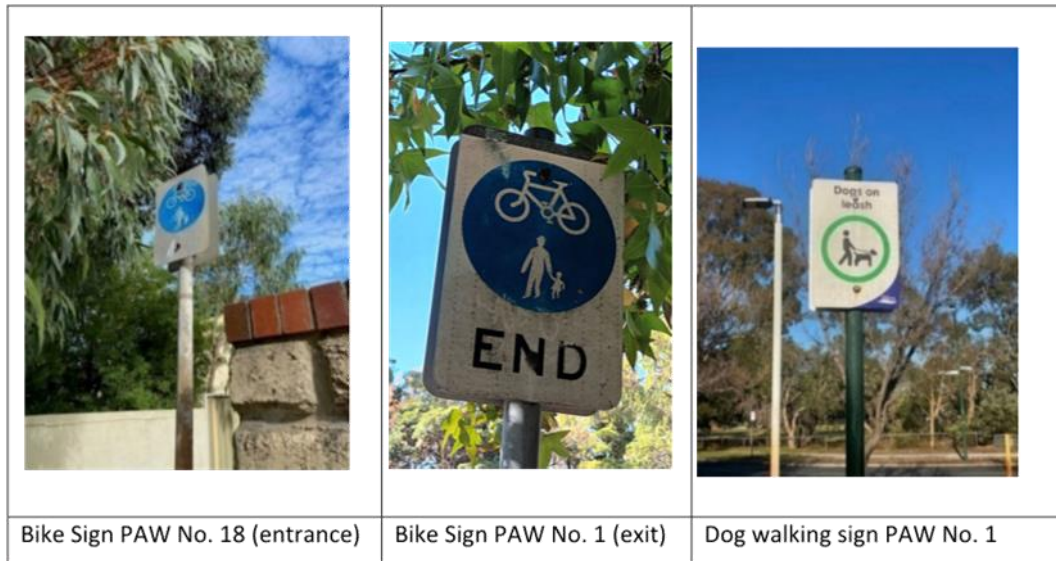 END
Dogs on
leash
Bike Sign PAW No. 18 (entrance)
Bike Sign PAW No. 1 (exit)
Dog walking sign PAW No. 1